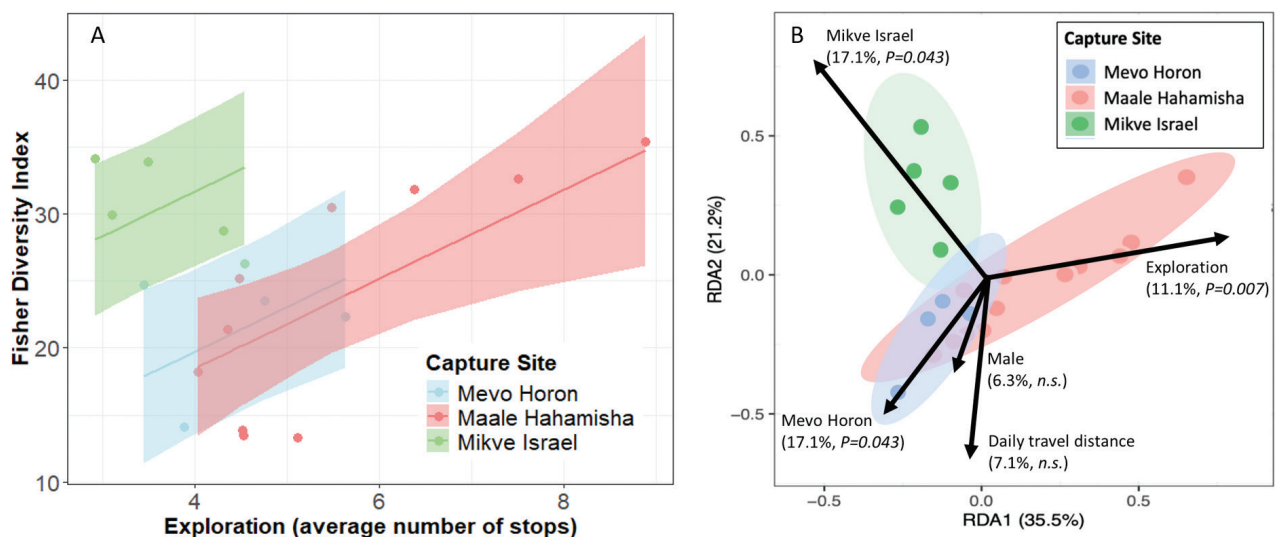 A
Fisher Diversity Index
40
30
20
10
4
6
8
Exploration (average number of stops)
Capture Site
Mevo Horon
Maale Hahamisha
Mikve Israel
B
Mikve Israel
(17.1%, P=0.043)
Capture Site
Mevo Horon
Maale Hahamisha
Mikve Israel
RDA2 (21.2%)
0.5
0.0
−0.5
Exploration
(11.1%, P=0.007)
Male
(6.3%, n.s.)
Mevo Horon
(17.1%, P=0.043)
Daily travel distance
(7.1%, n.s.)
−0.5
0.0
0.5
RDA1 (35.5%)